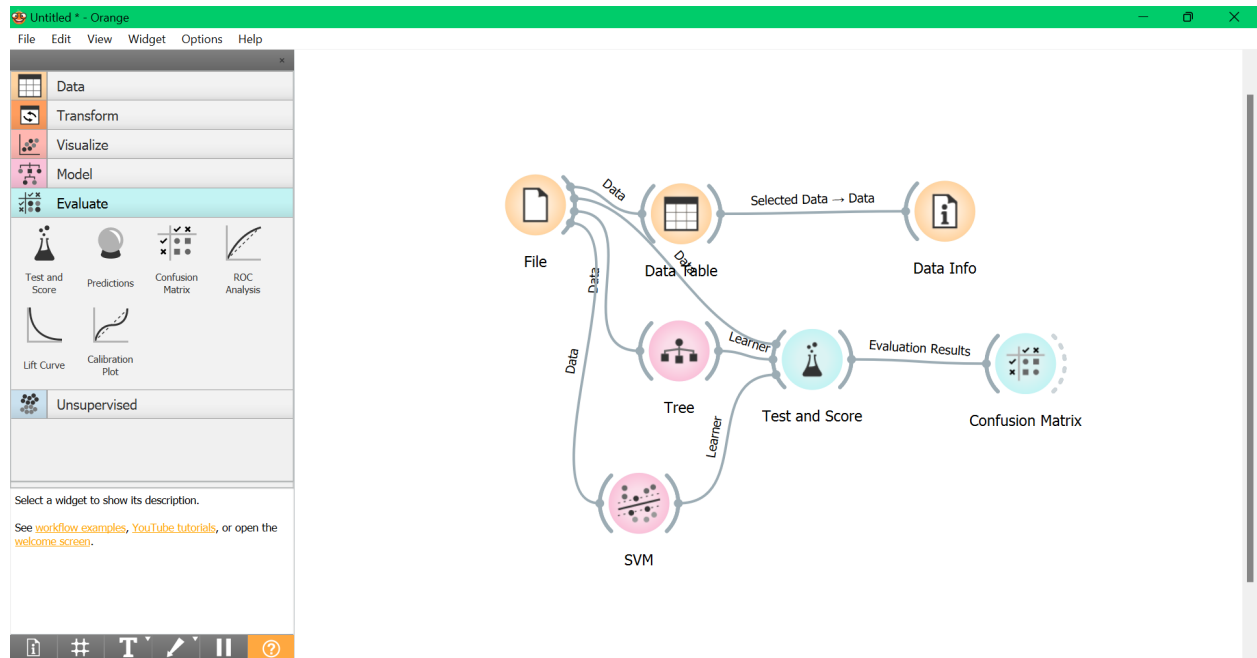 Untitled * - Orange
File Edit View Widget Options Help
Data
Transform
Visualize
Model
Evaluate
Test and
Score
Predictions
Confusion
Matrix
ROC
Analysis
Lift Curve
Calibration
Plot
Unsupervised
Select a widget to show its description.
See workflow examples, YouTube tutorials, or open the
welcome screen.
File
Data
Data Table
Selected Data → Data
Data Info
Data
Data
Data
Tree
Learner
Test and Score
Evaluation Results
Confusion Matrix
Learner
SVM